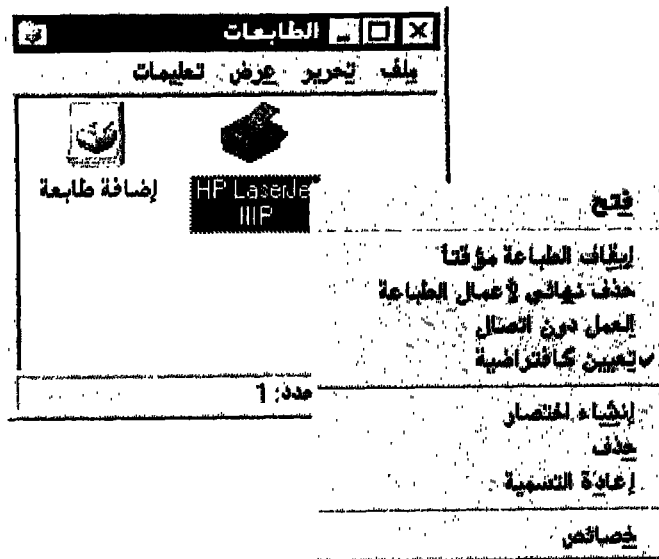 الطابعات
ملف تحرير عرض تعليمات
إضافة طابعة
HP LaserJe
IIIP
عدد: 1
فتح
إيقاف الطباعة مؤقتاً
حذف نهائي لأعمال الطباعة
العمل دون اتصال
تعيين كافتراضية
إنشاء اختصار
حذف
إعادة التسمية
خصائص